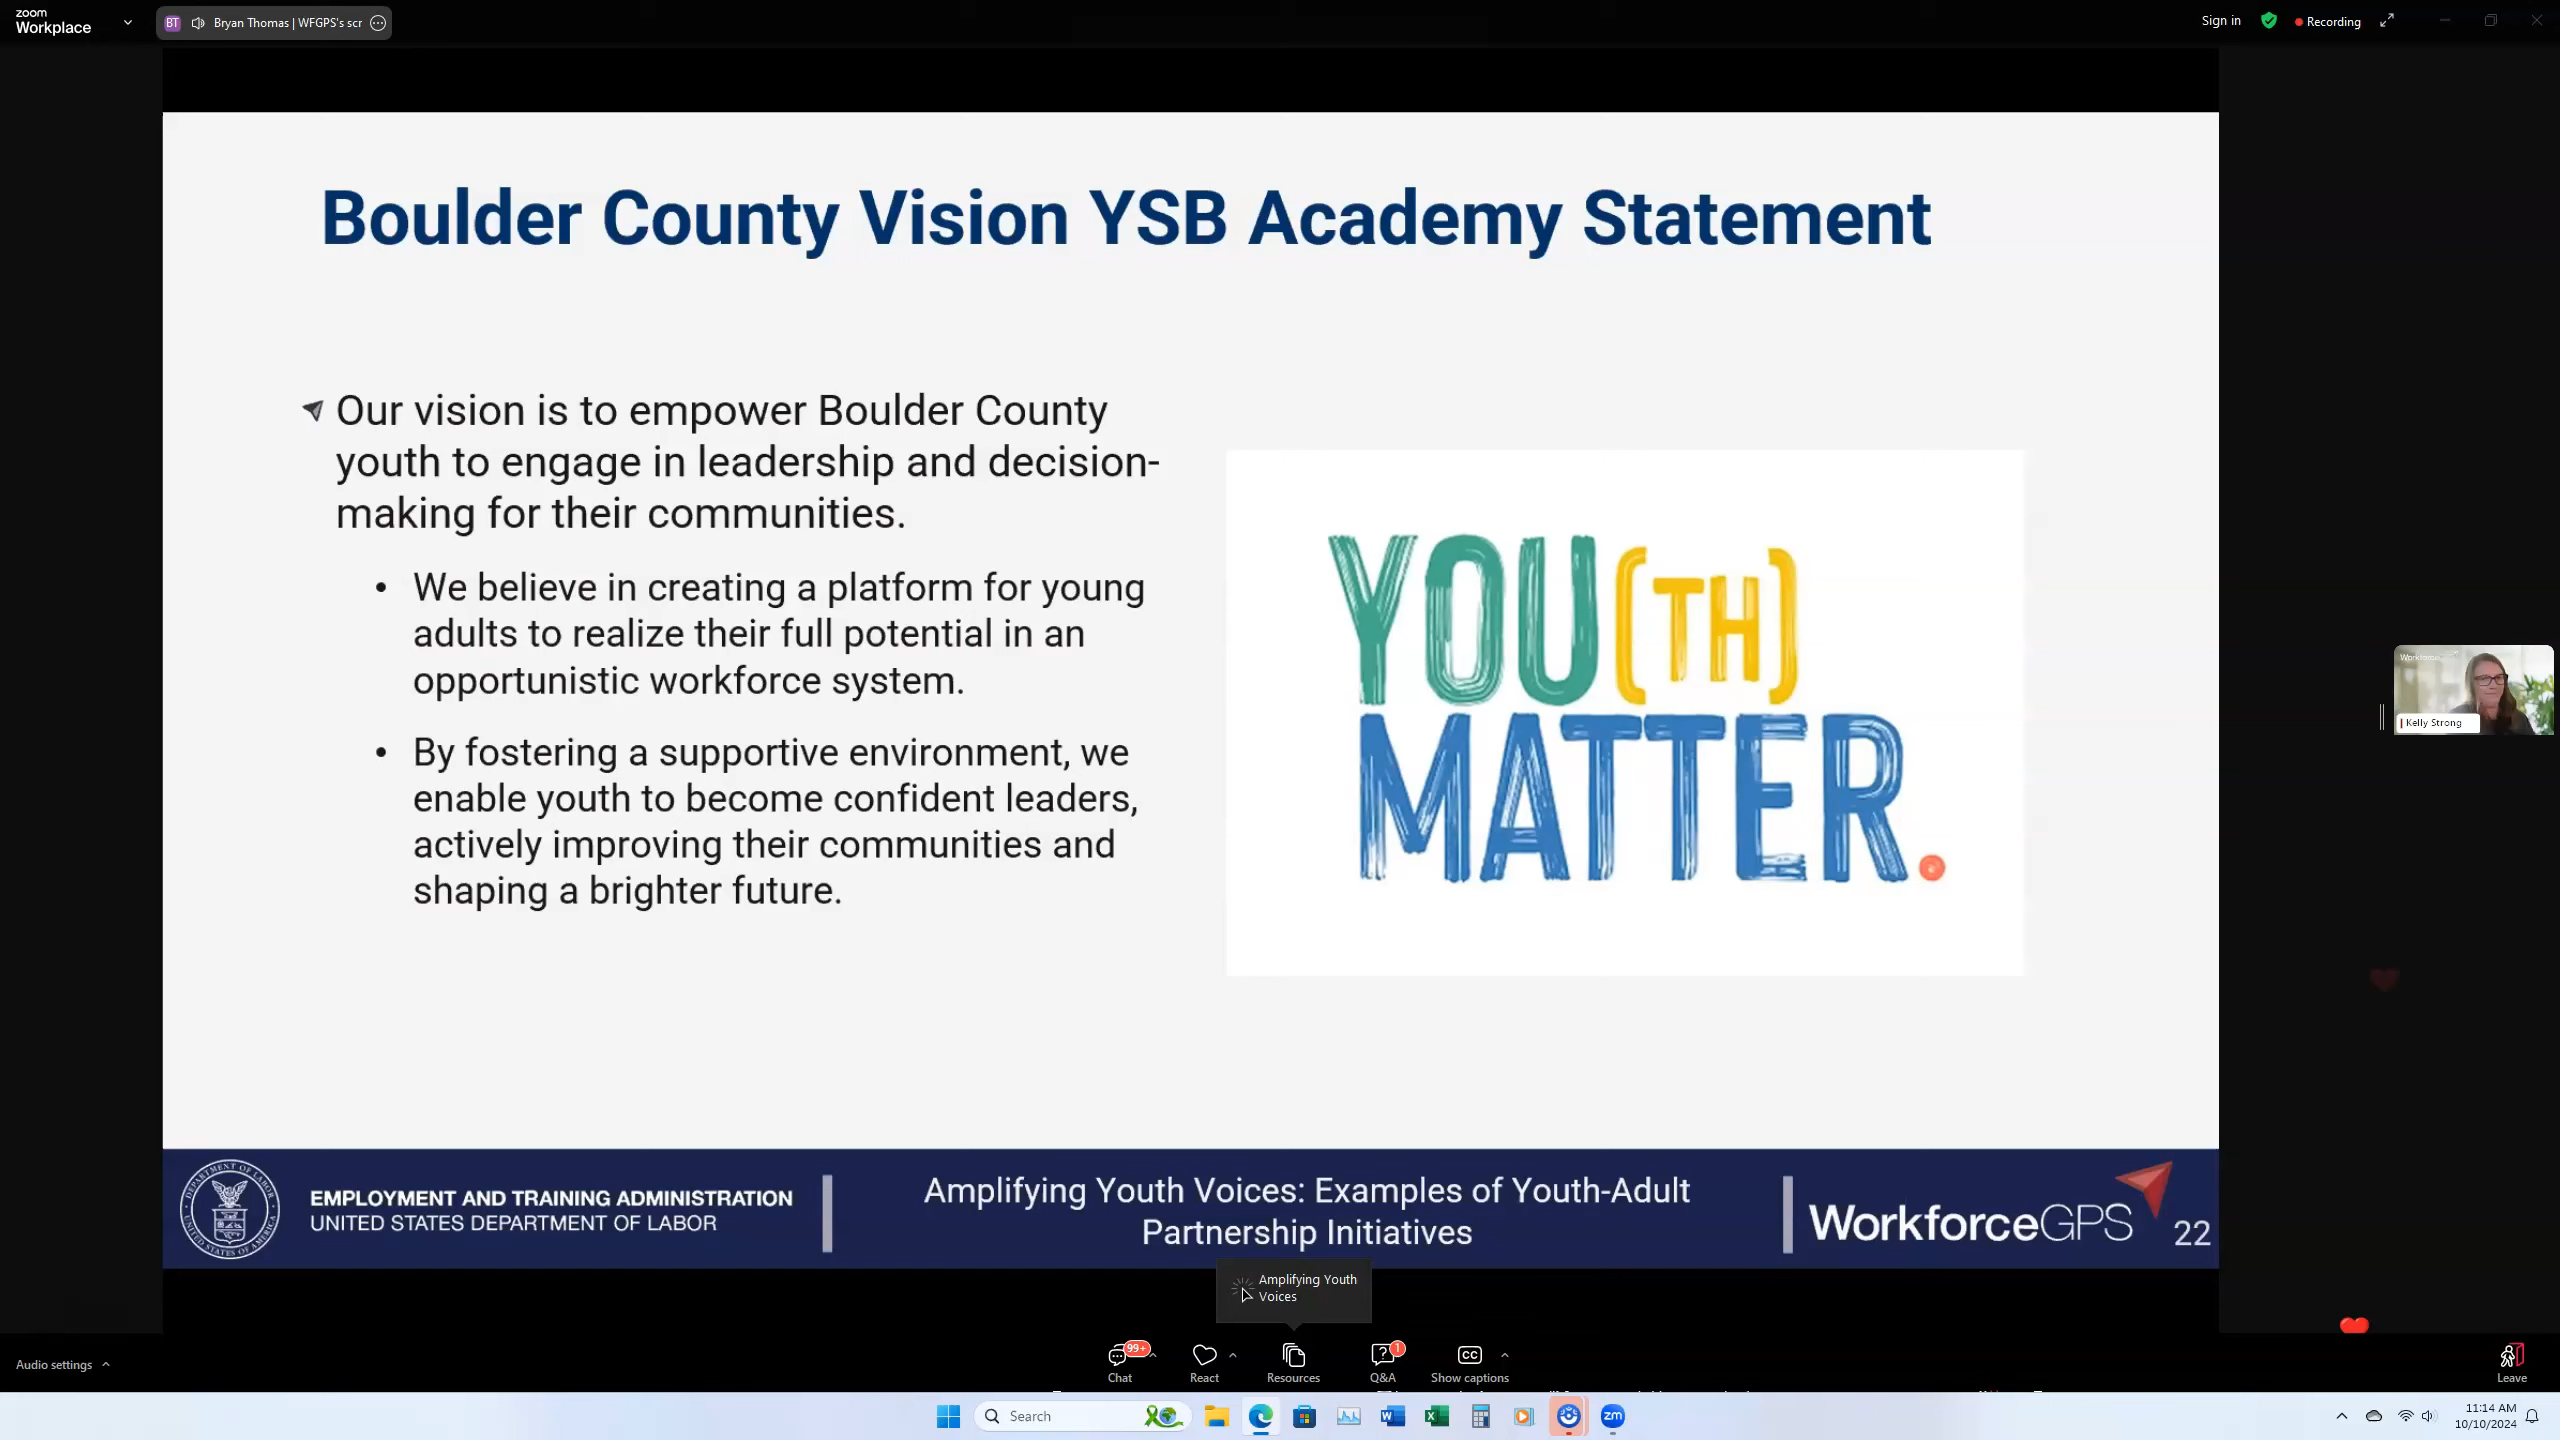 zoom
Workplace
BT
Bryan Thomas | WFGPS's scr
Sign in
Recording
Boulder County Vision YSB Academy Statement
Our vision is to empower Boulder County
youth to engage in leadership and decision-
making for their communities.
• We believe in creating a platform for young
adults to realize their full potential in an
opportunistic workforce system.
• By fostering a supportive environment, we
enable youth to become confident leaders,
actively improving their communities and
shaping a brighter future.
YOU(TH)
MATTER.
Kelly Strong
EMPLOYMENT AND TRAINING ADMINISTRATION
UNITED STATES DEPARTMENT OF LABOR
Amplifying Youth Voices: Examples of Youth-Adult
Partnership Initiatives
WorkforceGPS
22
Amplifying Youth
Voices
Audio settings
99+
Chat
React
Resources
1
Q&A
CC
Show captions
Leave
Search
zm
11:14 AM
10/10/2024